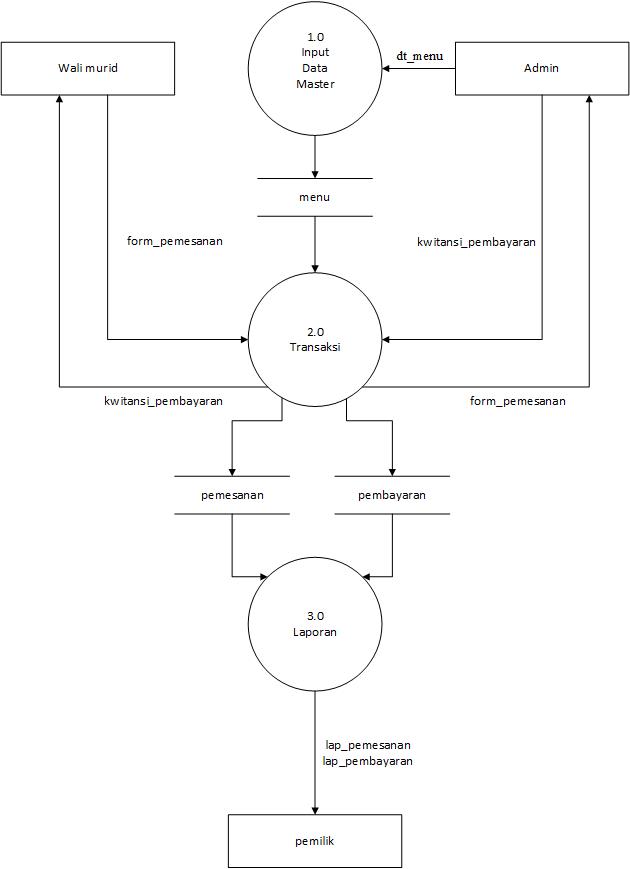 1.0
Input
Data
Master
Wali murid
dt_menu
Admin
menu
form_pemesanan
kwitansi_pembayaran
2.0
Transaksi
kwitansi_pembayaran
form_pemesanan
pemesanan
pembayaran
3.0
Laporan
lap_pemesanan
lap_pembayaran
pemilik